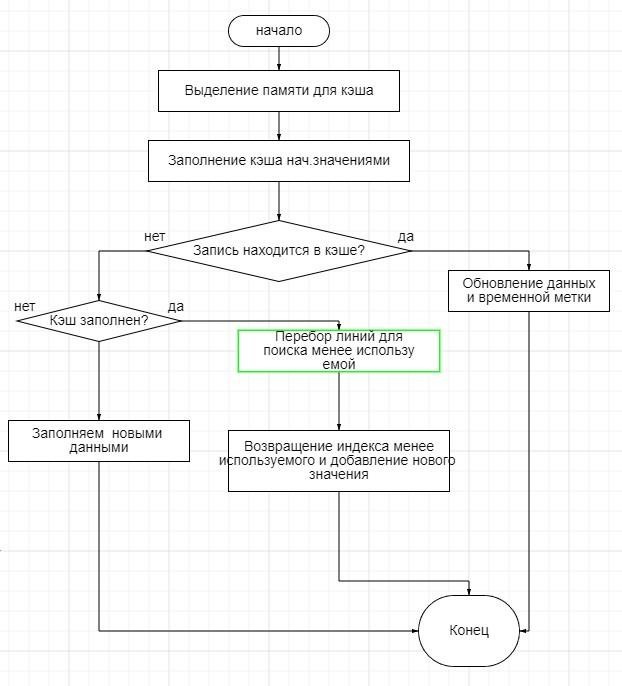 начало
Выделение памяти для кэша
Заполнение кэша нач.значениями
нет
да
Запись находится в кэше?
Обновление данных
и временной метки
нет
да
Кэш заполнен?
Перебор линий для
поиска менее использу
емой
Заполняем новыми
данными
Возвращение индекса менее
используемого и добавление нового
значения
Конец